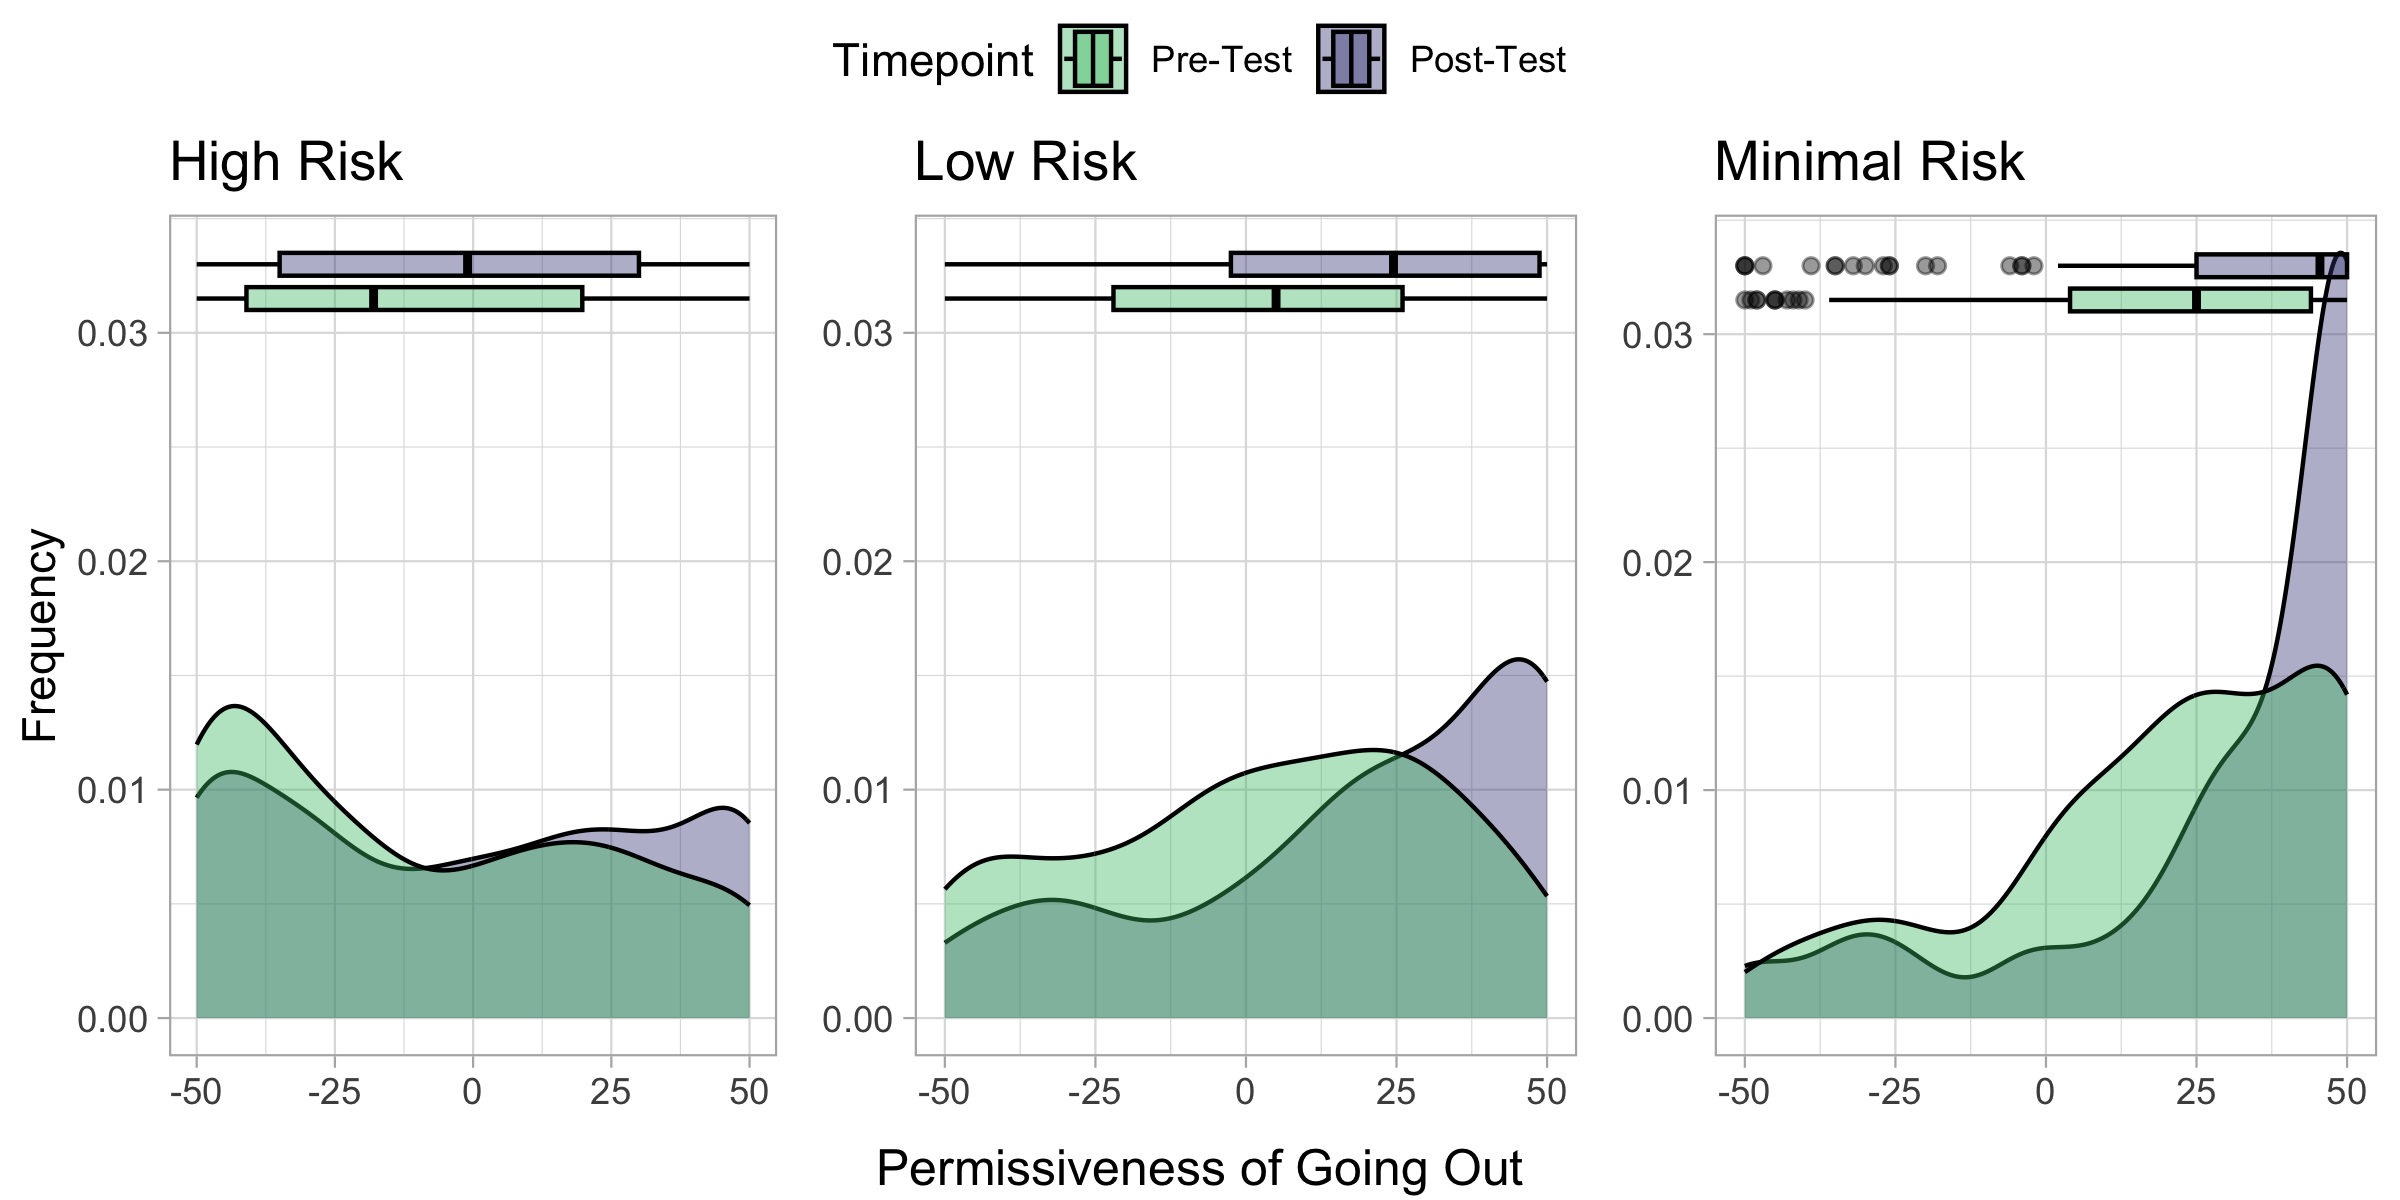 Timepoint Pre-Test Post-Test
High Risk Low Risk Minimal Risk
Frequency
0.03 0.03 0.03
0.02 0.02 0.02
0.01 0.01 0.01
0.00 0.00 0.00
-50 -25 0 25 50 -50 -25 0 25 50 -50 -25 0 25 50
Permissiveness of Going Out